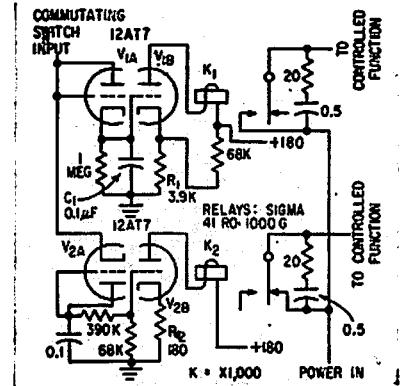 COMMUTATING
SWITCH
INPUT
12AT7
V1A
V1B
K1
TO
CONTROLLED
FUNCTION
20
0.5
+180
1
MEG
C1
0.1µF
R1
3.9K
68K
12AT7
RELAYS: SIGMA
41 RO-1000 G
V2A
V2B
K2
TO CONTROLLED
FUNCTION
20
0.5
390K
0.1
68K
R2
180
+180
K = X1,000
POWER IN